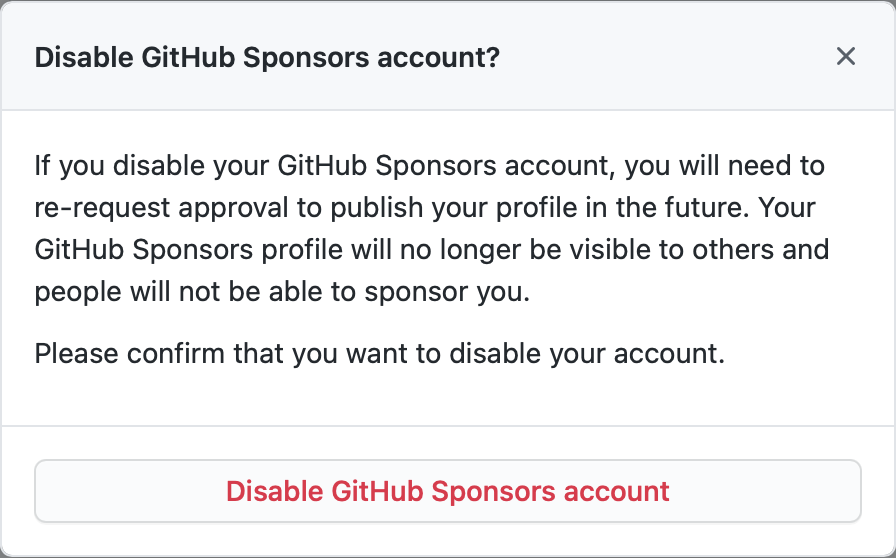 Disable GitHub Sponsors account?
If you disable your GitHub Sponsors account, you will need to
re-request approval to publish your profile in the future. Your
GitHub Sponsors profile will no longer be visible to others and
people will not be able to sponsor you.
Please confirm that you want to disable your account.
Disable GitHub Sponsors account